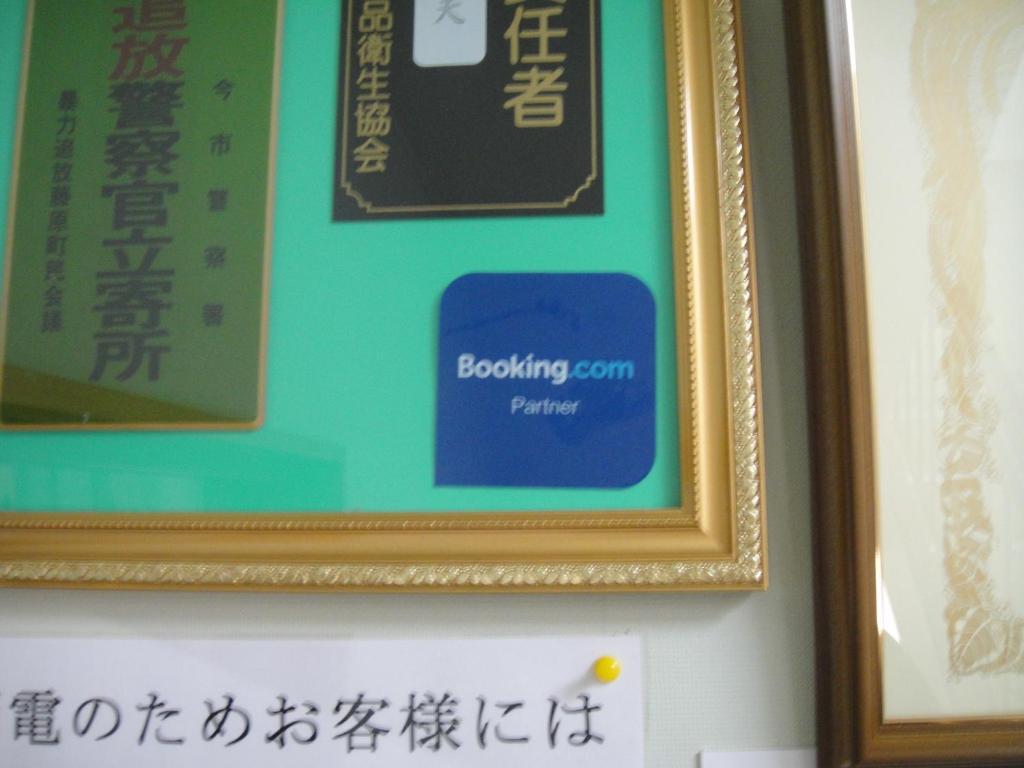 追放警察官立寄所
今市警察署
暴力追放藤原町民会議
責任者
品衛生協会
夫
Booking.com
Partner
電のためお客様には